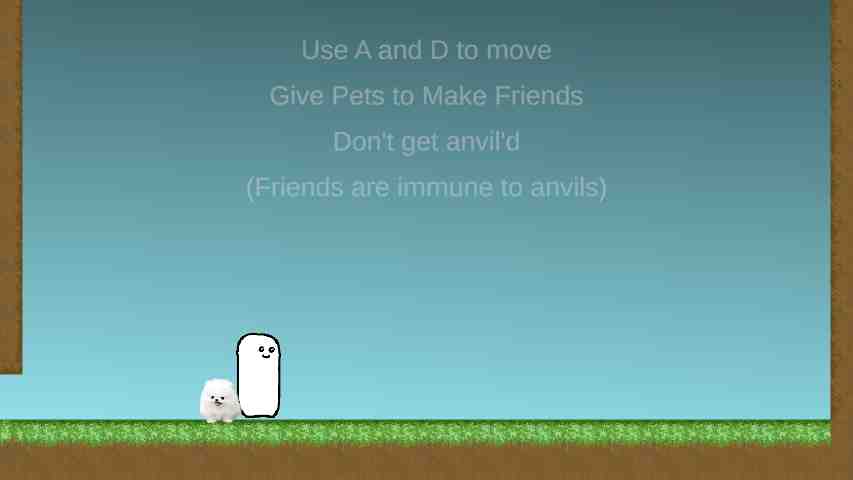 Use A and D to move
Give Pets to Make Friends
Don't get anvil'd
(Friends are immune to anvils)